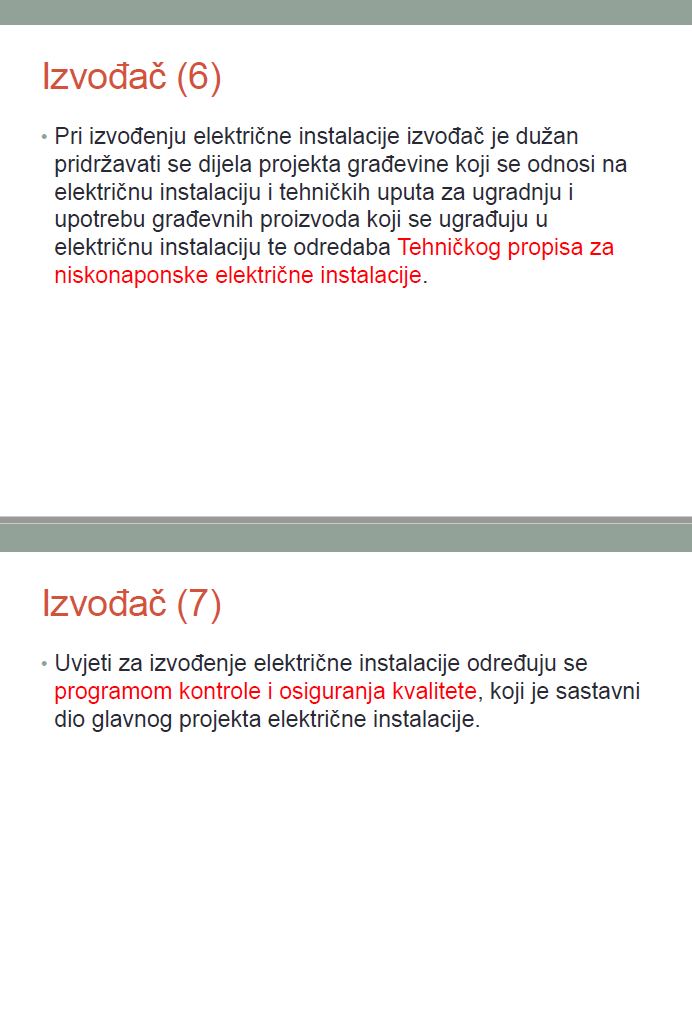 Izvođač (6)
• Pri izvođenju električne instalacije izvođač je dužan
pridržavati se dijela projekta građevine koji se odnosi na
električnu instalaciju i tehničkih uputa za ugradnju i
upotrebu građevnih proizvoda koji se ugrađuju u
električnu instalaciju te odredaba Tehničkog propisa za
niskonaponske električne instalacije.
Izvođač (7)
• Uvjeti za izvođenje električne instalacije određuju se
programom kontrole i osiguranja kvalitete, koji je sastavni
dio glavnog projekta električne instalacije.